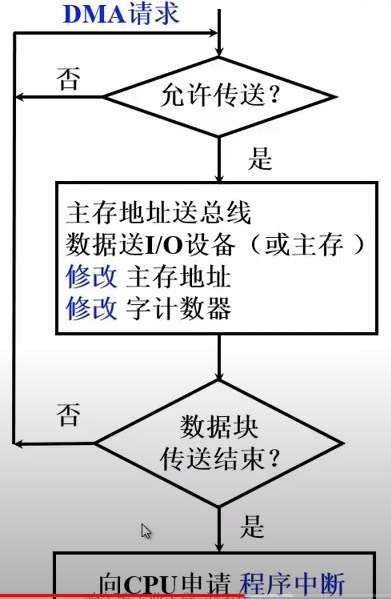 DMA请求
否
允许传送？
是
主存地址送总线
数据送I/O设备（或主存 ）
修改 主存地址
修改 字计数器
否
数据块
传送结束？
是
向CPU申请 程序中断